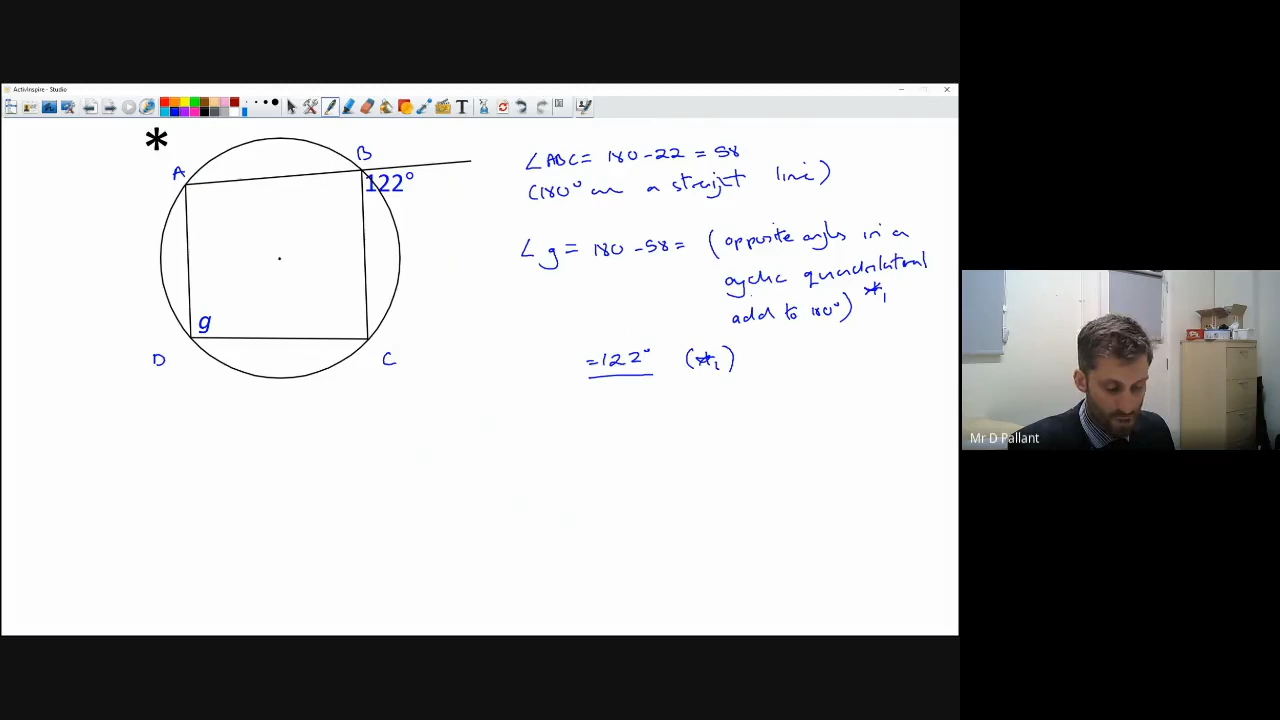 ActivInspire - Studio
*
A
B
122°
g
D
C
∠ABC = 180 - 22 = 58
(180° on a straight line)
∠g = 180 - 58 = (opposite angles in a
cyclic quadrilateral
add to 180°) *1
= 122° (*1)
Mr D Pallant